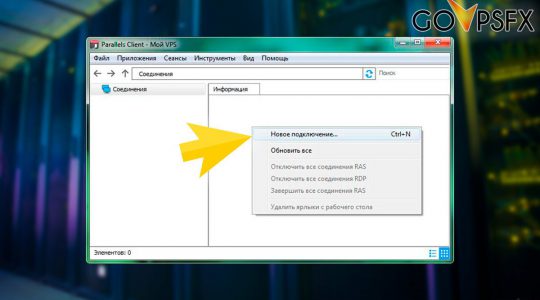 GOVPSFX
Parallels Client - Мой VPS
Файл Приложения Сеансы Инструменты Вид Помощь
Соединения
Поиск
Соединения
Информация
Новое подключение... Ctrl+N
Обновить все
Отключить все соединения RAS
Отключить все соединения RDP
Завершить все соединения RAS
Удалить ярлыки с рабочего стола
Элементов: 0